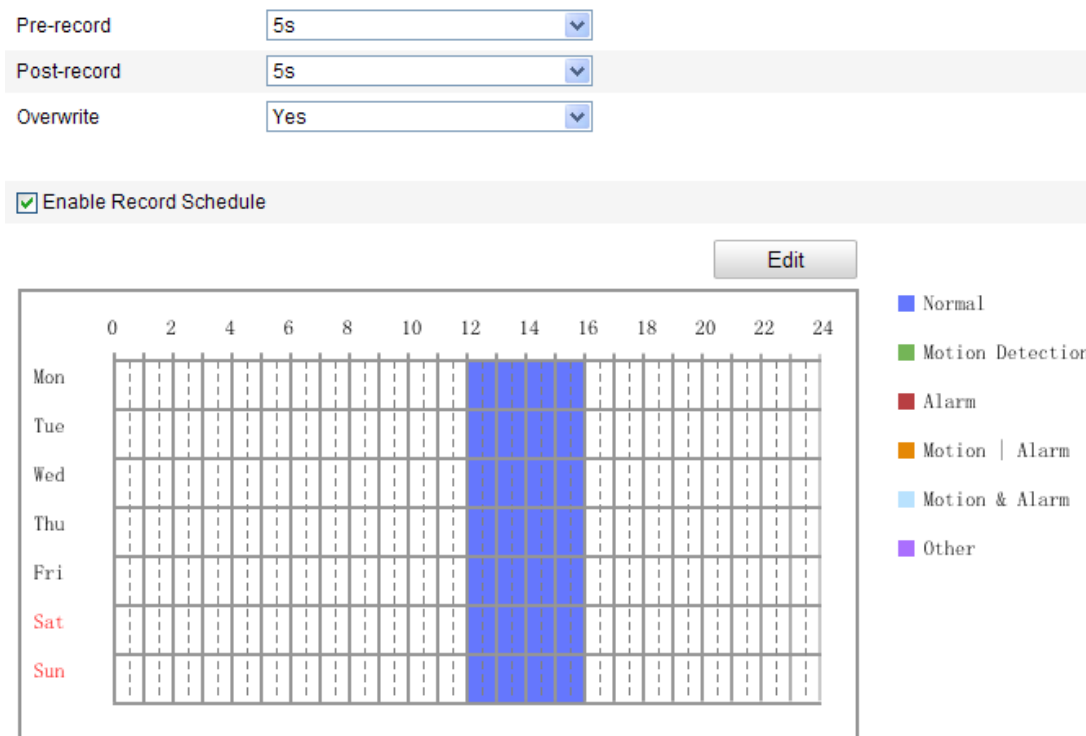 Pre-record 5s
Post-record 5s
Overwrite Yes
Enable Record Schedule
Edit
0 2 4 6 8 10 12 14 16 18 20 22 24
Mon
Tue
Wed
Thu
Fri
Sat
Sun
Normal
Motion Detection
Alarm
Motion | Alarm
Motion & Alarm
Other